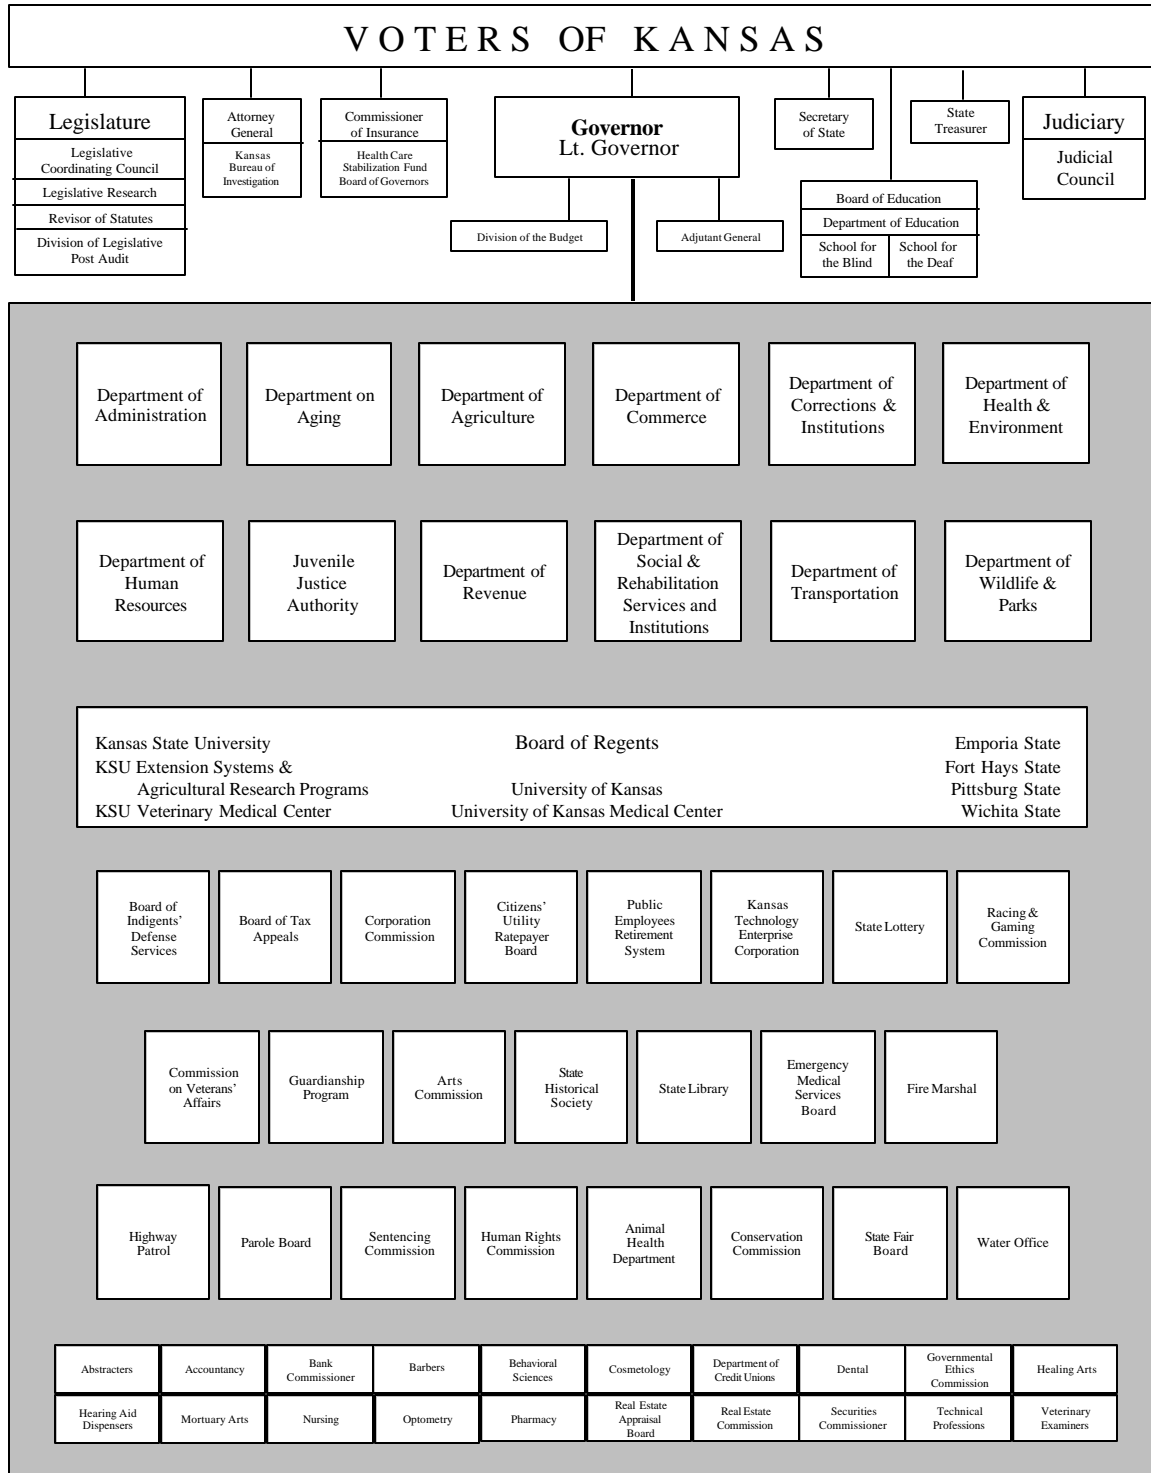 VOTERS OF KANSAS
Legislature
Legislative
Coordinating Council
Legislative Research
Revisor of Statutes
Division of Legislative
Post Audit
Attorney
General
Kansas
Bureau of
Investigation
Commissioner
of Insurance
Health Care
Stabilization Fund
Board of Governors
Governor
Lt. Governor
Division of the Budget
Adjutant General
Secretary
of State
Board of Education
Department of Education
School for
the Blind
School for
the Deaf
State
Treasurer
Judiciary
Judicial
Council
Department of
Administration
Department on
Aging
Department of
Agriculture
Department of
Commerce
Department of
Corrections &
Institutions
Department of
Health &
Environment
Department of
Human
Resources
Juvenile
Justice
Authority
Department of
Revenue
Department of
Social &
Rehabilitation
Services and
Institutions
Department of
Transportation
Department of
Wildlife &
Parks
Kansas State University
KSU Extension Systems &
Agricultural Research Programs
KSU Veterinary Medical Center
Board of Regents
University of Kansas
University of Kansas Medical Center
Emporia State
Fort Hays State
Pittsburg State
Wichita State
Board of
Indigents’
Defense
Services
Board of Tax
Appeals
Corporation
Commission
Citizens’
Utility
Ratepayer
Board
Public
Employees
Retirement
System
Kansas
Technology
Enterprise
Corporation
State Lottery
Racing &
Gaming
Commission
Commission
on Veterans’
Affairs
Guardianship
Program
Arts
Commission
State
Historical
Society
State Library
Emergency
Medical
Services
Board
Fire Marshal
Highway
Patrol
Parole Board
Sentencing
Commission
Human Rights
Commission
Animal
Health
Department
Conservation
Commission
State Fair
Board
Water Office
Abstracters
Accountancy
Bank
Commissioner
Barbers
Behavioral
Sciences
Cosmetology
Department of
Credit Unions
Dental
Governmental
Ethics
Commission
Healing Arts
Hearing Aid
Dispensers
Mortuary Arts
Nursing
Optometry
Pharmacy
Real Estate
Appraisal
Board
Real Estate
Commission
Securities
Commissioner
Technical
Professions
Veterinary
Examiners